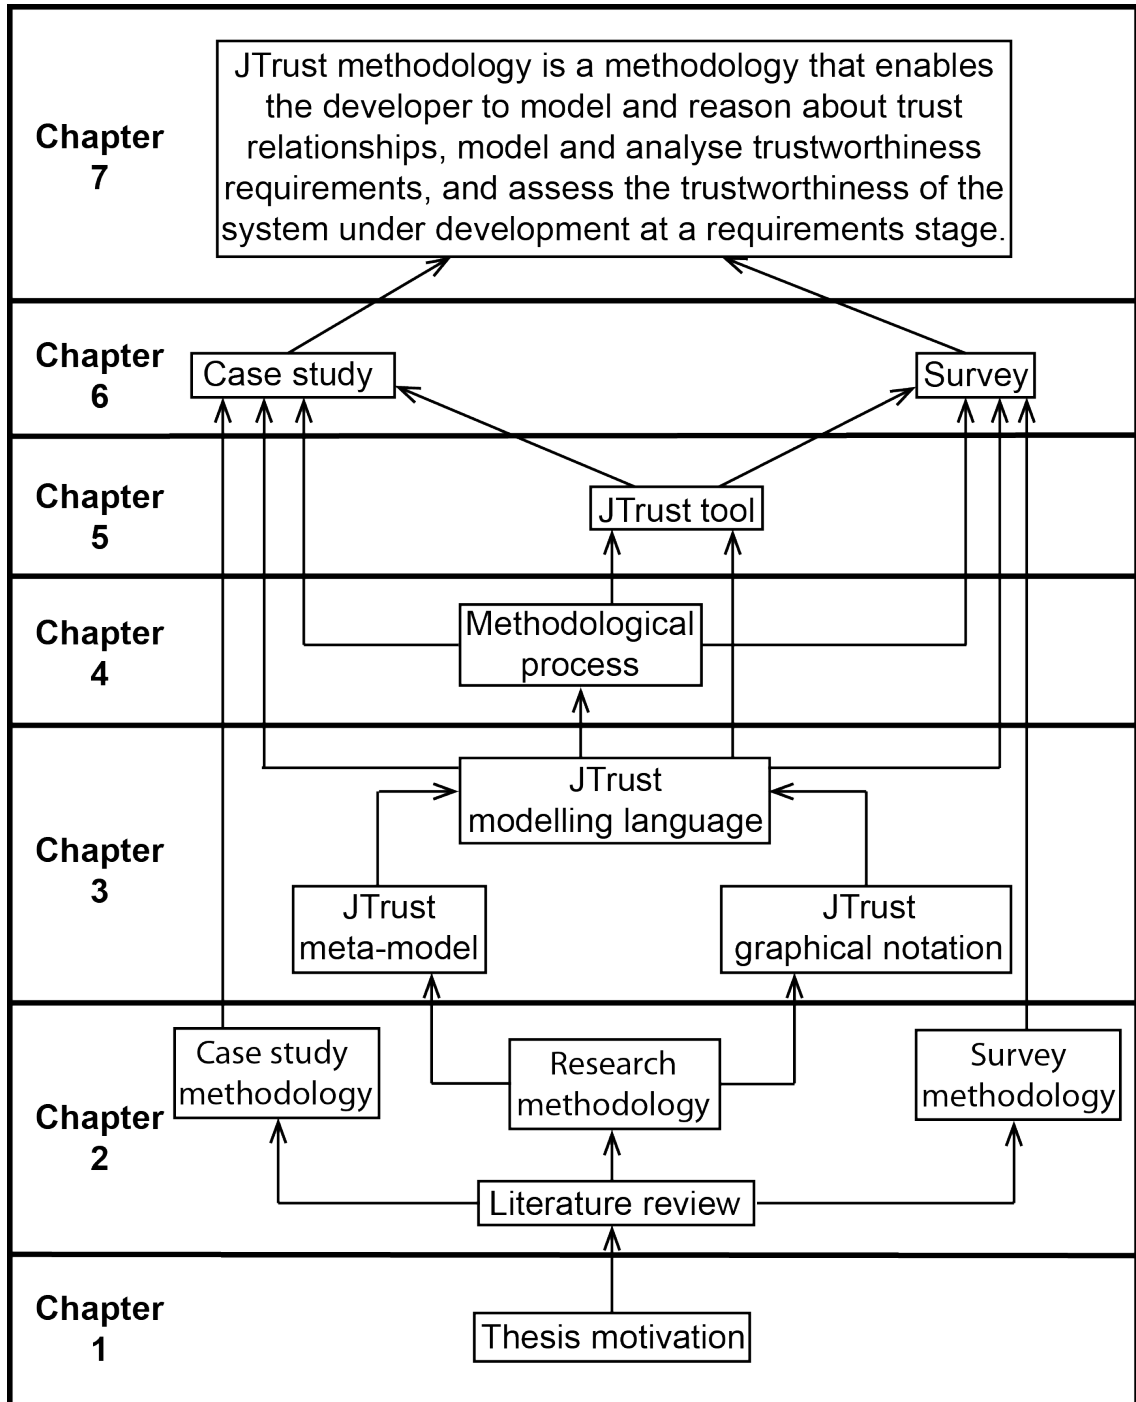 Chapter
7
JTrust methodology is a methodology that enables
the developer to model and reason about trust
relationships, model and analyse trustworthiness
requirements, and assess the trustworthiness of the
system under development at a requirements stage.
Chapter
6
Case study
Survey
Chapter
5
JTrust tool
Chapter
4
Methodological
process
Chapter
3
JTrust
modelling language
JTrust
meta-model
JTrust
graphical notation
Chapter
2
Case study
methodology
Research
methodology
Survey
methodology
Literature review
Chapter
1
Thesis motivation